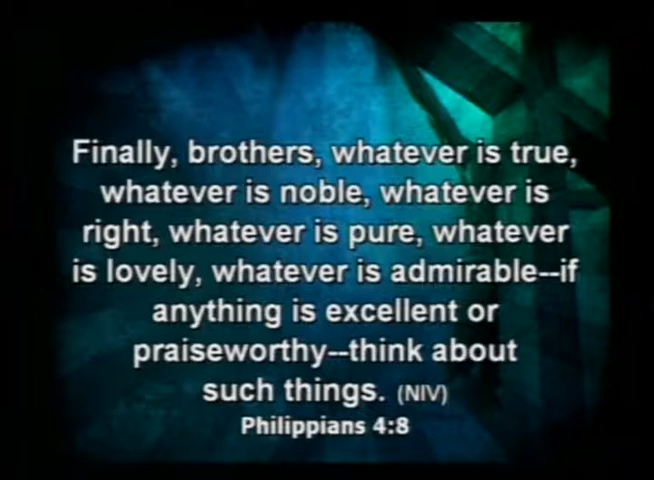 Finally, brothers, whatever is true,
whatever is noble, whatever is
right, whatever is pure, whatever
is lovely, whatever is admirable--if
anything is excellent or
praiseworthy--think about
such things. (NIV)
Philippians 4:8